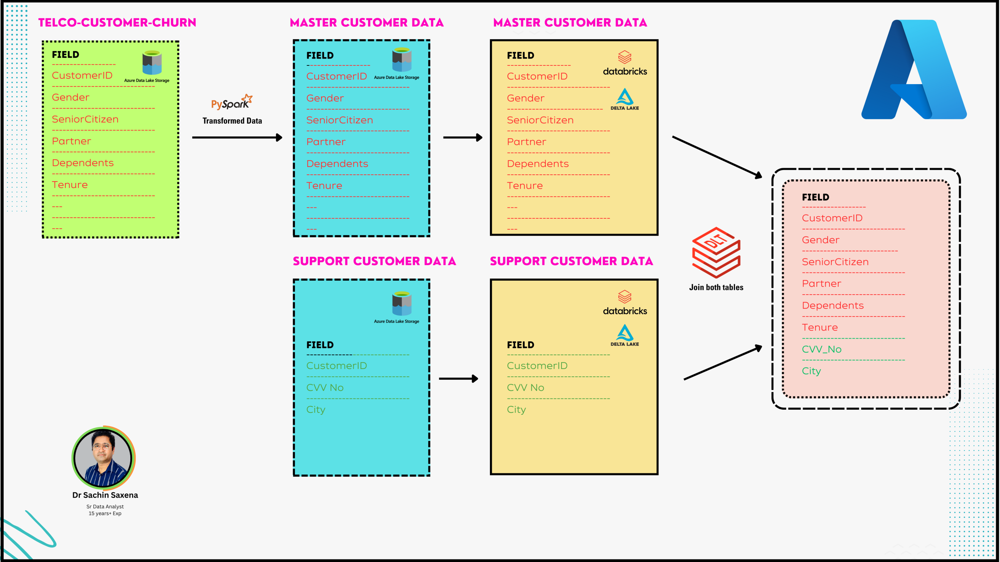 TELCO-CUSTOMER-CHURN
FIELD
Azure Data Lake Storage
CustomerID
Gender
SeniorCitizen
Partner
Dependents
Tenure
---
---
PySpark
Transformed Data
MASTER CUSTOMER DATA
FIELD
Azure Data Lake Storage
CustomerID
Gender
SeniorCitizen
Partner
Dependents
Tenure
---
---
MASTER CUSTOMER DATA
FIELD
databricks
CustomerID
Gender
DELTA LAKE
SeniorCitizen
Partner
Dependents
Tenure
---
---
SUPPORT CUSTOMER DATA
Azure Data Lake Storage
FIELD
CustomerID
CVV No
City
SUPPORT CUSTOMER DATA
databricks
DELTA LAKE
FIELD
CustomerID
CVV No
City
DLT
Join both tables
FIELD
CustomerID
Gender
SeniorCitizen
Partner
Dependents
Tenure
CVV_No
City
Dr Sachin Saxena
Sr Data Analyst
15 years+ Exp